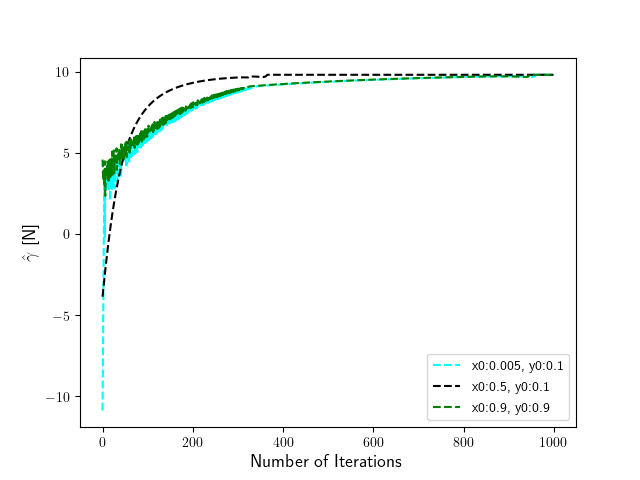 10
5
0
−5
−10
γ̂ [N]
0 200 400 600 800 1000
Number of Iterations
x0:0.005, y0:0.1
x0:0.5, y0:0.1
x0:0.9, y0:0.9